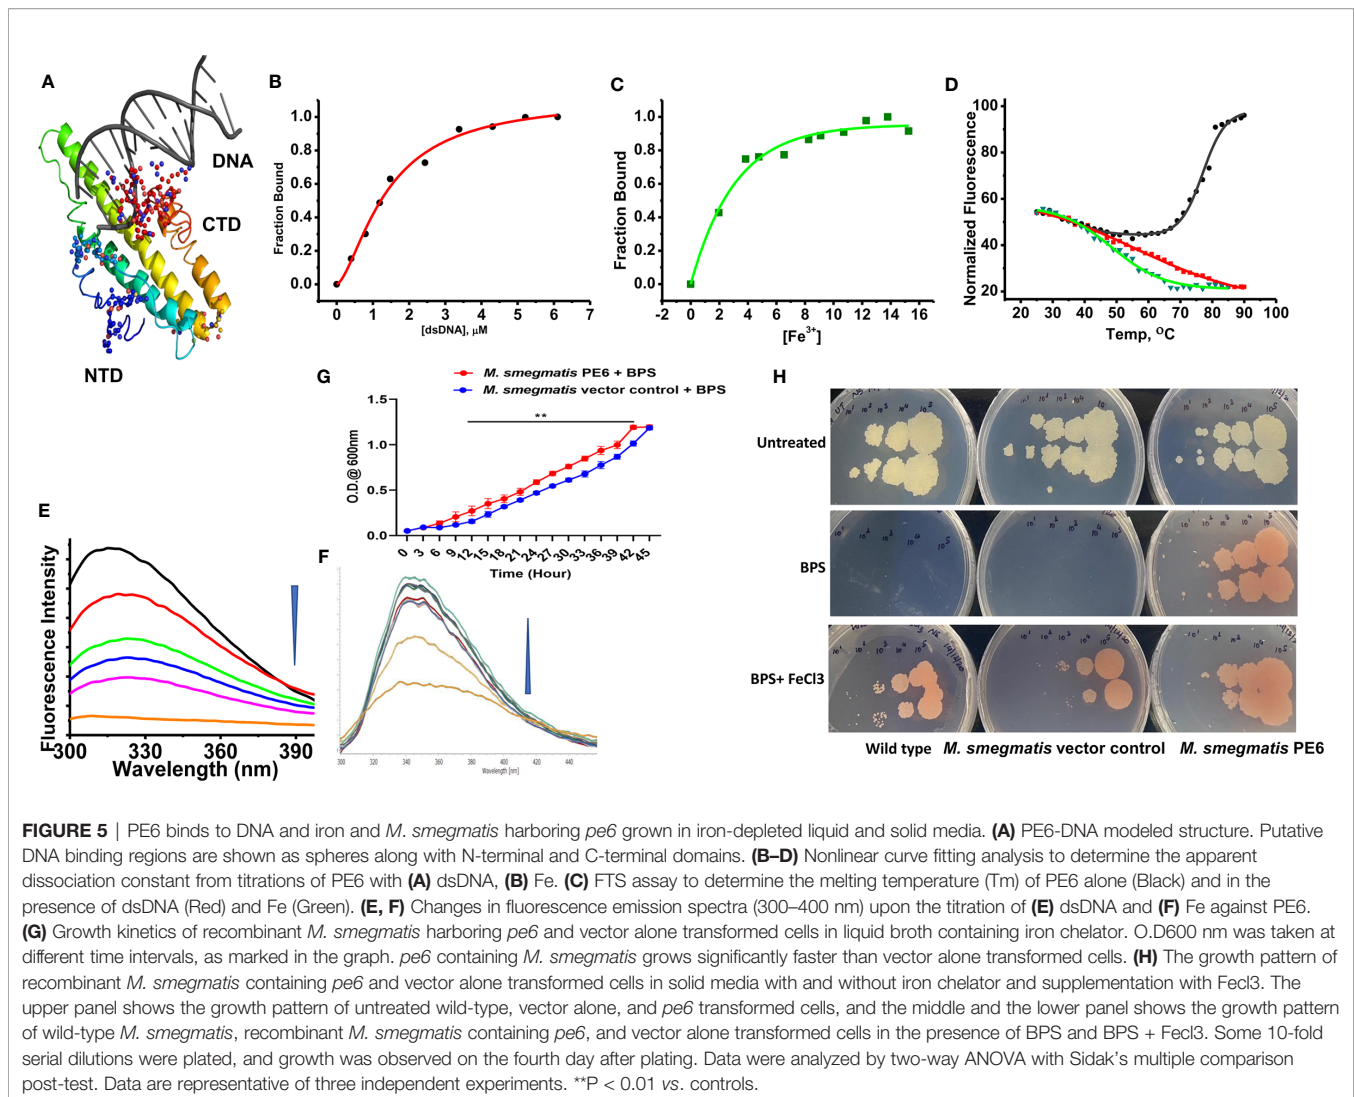 A
DNA
CTD
NTD
B
Fraction Bound
1.0
0.8
0.6
0.4
0.2
0.0
0 1 2 3 4 5 6 7
[dsDNA], μM
C
Fraction Bound
1.0
0.8
0.6
0.4
0.2
0.0
-2 0 2 4 6 8 10 12 14 16
[Fe3+]
D
Normalized Fluorescence
100
80
60
40
20
20 30 40 50 60 70 80 90 100
Temp, OC
G
M. smegmatis PE6 + BPS
M. smegmatis vector control + BPS
**
O.D.@ 600nm
1.5
1.0
0.5
0.0
0 3 6 9 12 15 18 21 24 27 30 33 36 39 42 45
Time (Hour)
E
Fluorescence Intensity
300 330 360 390
Wavelength (nm)
F
300 320 340 360 380 400 420 440
Wavelength [nm]
H
Untreated
BPS
BPS+ FeCl3
Wild type M. smegmatis vector control M. smegmatis PE6
FIGURE 5 | PE6 binds to DNA and iron and M. smegmatis harboring pe6 grown in iron-depleted liquid and solid media. (A) PE6-DNA modeled structure. Putative
DNA binding regions are shown as spheres along with N-terminal and C-terminal domains. (B–D) Nonlinear curve fitting analysis to determine the apparent
dissociation constant from titrations of PE6 with (A) dsDNA, (B) Fe. (C) FTS assay to determine the melting temperature (Tm) of PE6 alone (Black) and in the
presence of dsDNA (Red) and Fe (Green). (E, F) Changes in fluorescence emission spectra (300–400 nm) upon the titration of (E) dsDNA and (F) Fe against PE6.
(G) Growth kinetics of recombinant M. smegmatis harboring pe6 and vector alone transformed cells in liquid broth containing iron chelator. O.D600 nm was taken at
different time intervals, as marked in the graph. pe6 containing M. smegmatis grows significantly faster than vector alone transformed cells. (H) The growth pattern of
recombinant M. smegmatis containing pe6 and vector alone transformed cells in solid media with and without iron chelator and supplementation with Fecl3. The
upper panel shows the growth pattern of untreated wild-type, vector alone, and pe6 transformed cells, and the middle and the lower panel shows the growth pattern
of wild-type M. smegmatis, recombinant M. smegmatis containing pe6, and vector alone transformed cells in the presence of BPS and BPS + Fecl3. Some 10-fold
serial dilutions were plated, and growth was observed on the fourth day after plating. Data were analyzed by two-way ANOVA with Sidak's multiple comparison
post-test. Data are representative of three independent experiments. **P < 0.01 vs. controls.